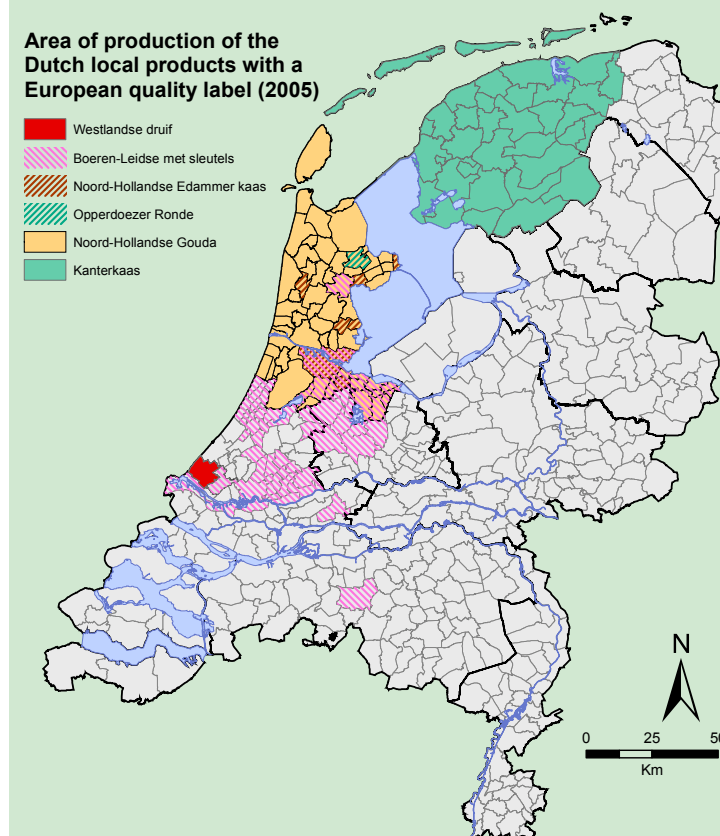 Area of production of the
Dutch local products with a
European quality label (2005)
Westlandse druif
Boeren-Leidse met sleutels
Noord-Hollandse Edammer kaas
Opperdoezer Ronde
Noord-Hollandse Gouda
Kanterkaas
N
0 25 50
Km